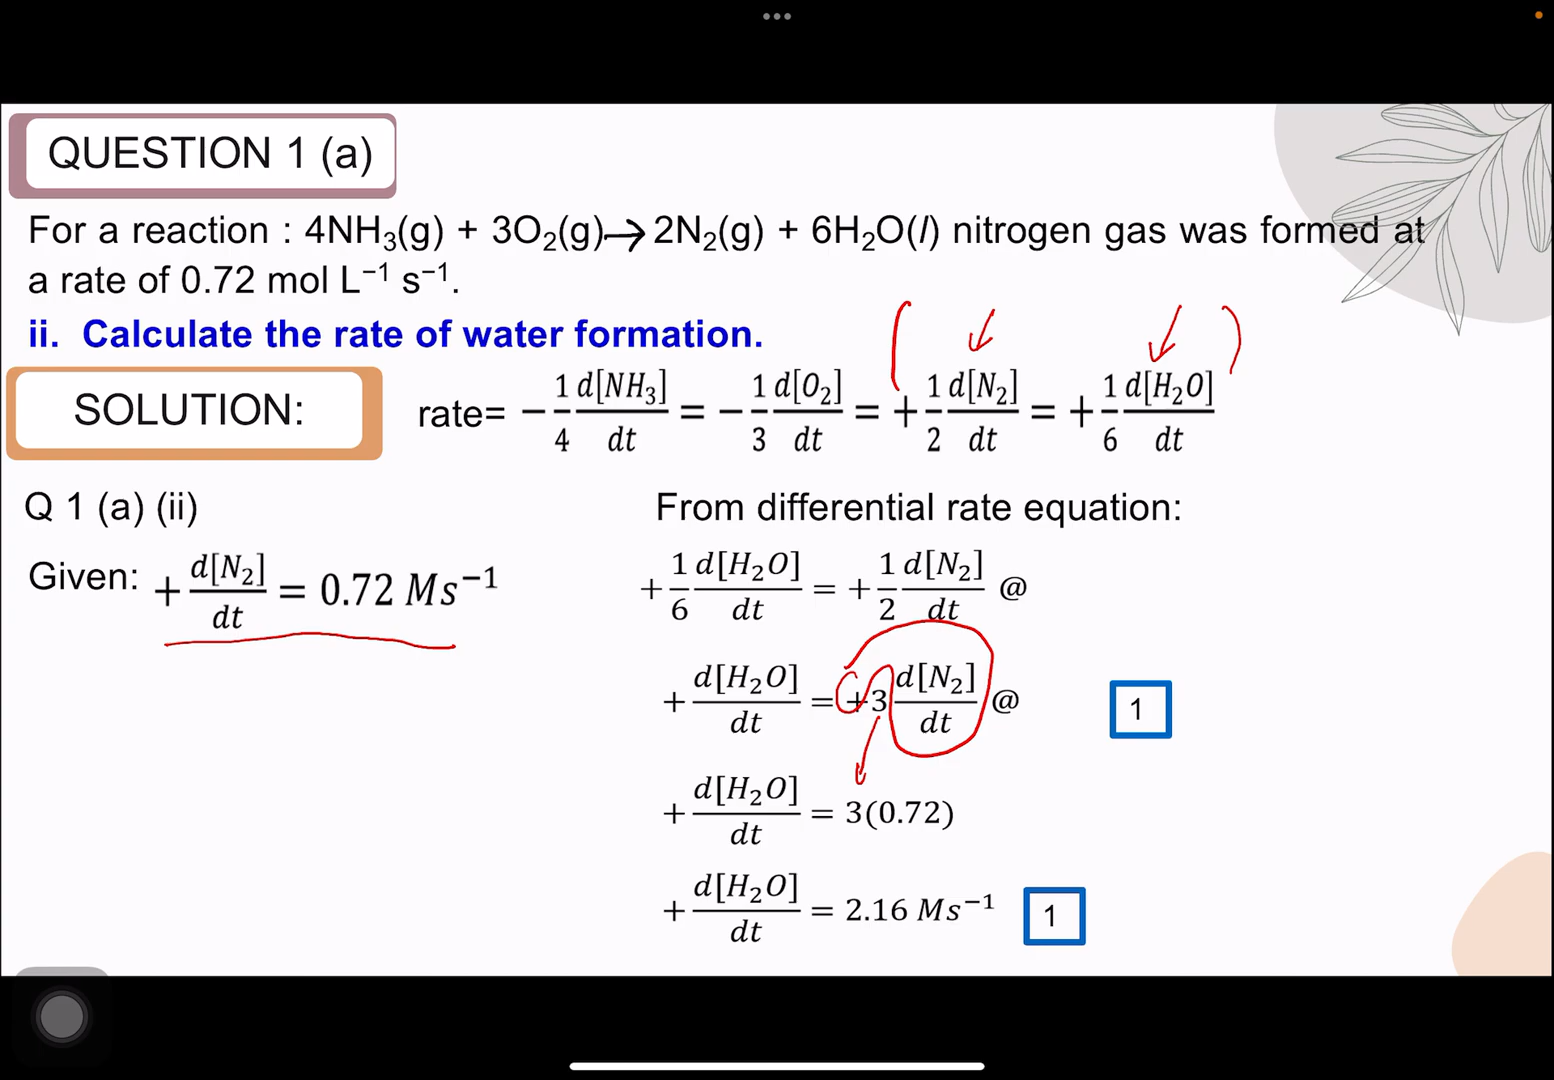 QUESTION 1 (a)
For a reaction : 4NH₃(g) + 3O₂(g)→2N₂(g) + 6H₂O(l) nitrogen gas was formed at
a rate of 0.72 mol L⁻¹ s⁻¹.
ii. Calculate the rate of water formation.
SOLUTION:
rate= −1/4 d[NH₃]/dt = −1/3 d[O₂]/dt = +1/2 d[N₂]/dt = +1/6 d[H₂O]/dt
Q 1 (a) (ii)
Given: + d[N₂]/dt = 0.72 Ms⁻¹
From differential rate equation:
+1/6 d[H₂O]/dt = +1/2 d[N₂]/dt @
+ d[H₂O]/dt = +3 d[N₂]/dt @
1
+ d[H₂O]/dt = 3(0.72)
+ d[H₂O]/dt = 2.16 Ms⁻¹
1